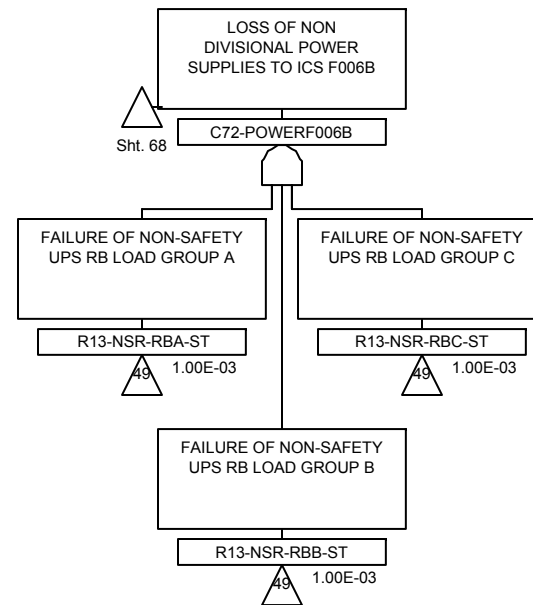 LOSS OF NON
DIVISIONAL POWER
SUPPLIES TO ICS F006B
Sht. 68
C72-POWERF006B
FAILURE OF NON-SAFETY
UPS RB LOAD GROUP A
R13-NSR-RBA-ST
49
1.00E-03
FAILURE OF NON-SAFETY
UPS RB LOAD GROUP C
R13-NSR-RBC-ST
49
1.00E-03
FAILURE OF NON-SAFETY
UPS RB LOAD GROUP B
R13-NSR-RBB-ST
49
1.00E-03